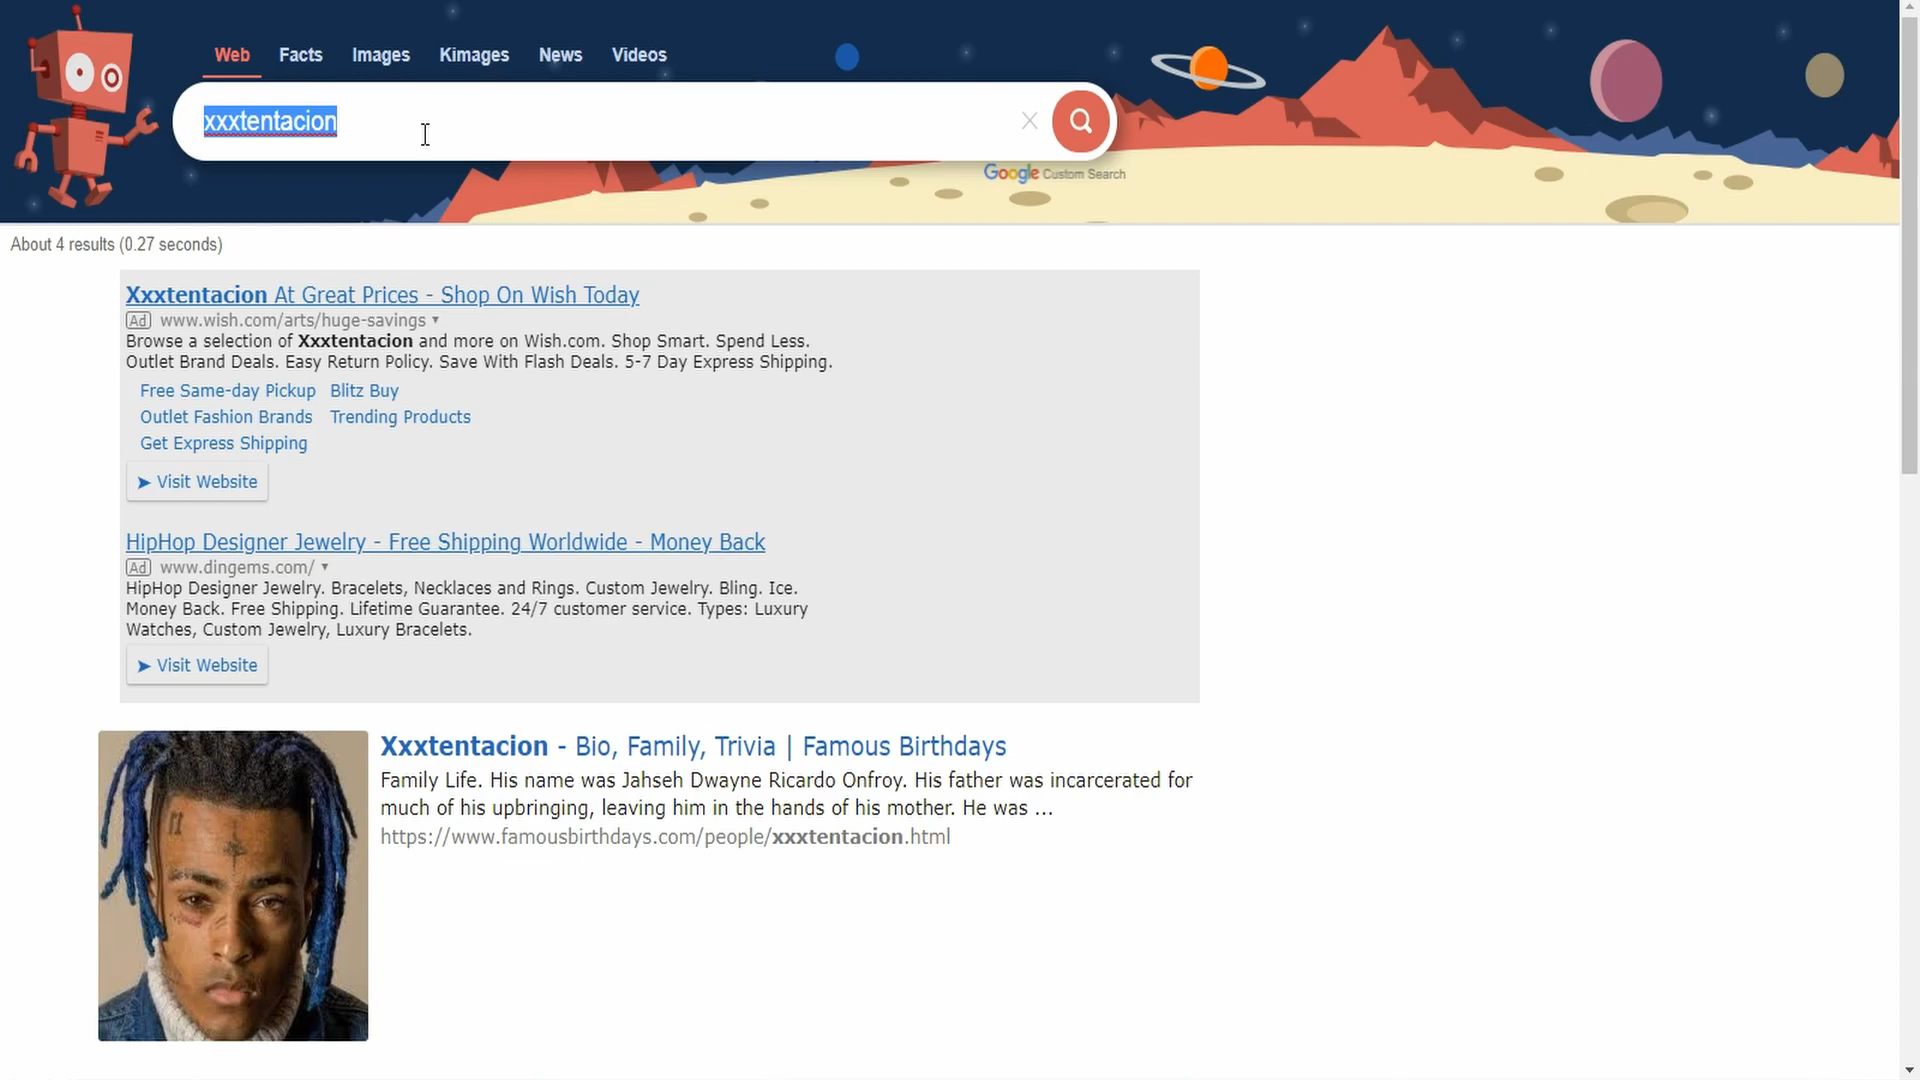 Web Facts Images Kimages News Videos
xxxtentacion
Google Custom Search
About 4 results (0.27 seconds)
Xxxtentacion At Great Prices - Shop On Wish Today
Ad www.wish.com/arts/huge-savings ▾
Browse a selection of Xxxtentacion and more on Wish.com. Shop Smart. Spend Less.
Outlet Brand Deals. Easy Return Policy. Save With Flash Deals. 5-7 Day Express Shipping.
Free Same-day Pickup Blitz Buy
Outlet Fashion Brands Trending Products
Get Express Shipping
➤ Visit Website
HipHop Designer Jewelry - Free Shipping Worldwide - Money Back
Ad www.dingems.com/ ▾
HipHop Designer Jewelry. Bracelets, Necklaces and Rings. Custom Jewelry. Bling. Ice.
Money Back. Free Shipping. Lifetime Guarantee. 24/7 customer service. Types: Luxury
Watches, Custom Jewelry, Luxury Bracelets.
➤ Visit Website
Xxxtentacion - Bio, Family, Trivia | Famous Birthdays
Family Life. His name was Jahseh Dwayne Ricardo Onfroy. His father was incarcerated for
much of his upbringing, leaving him in the hands of his mother. He was ...
https://www.famousbirthdays.com/people/xxxtentacion.html